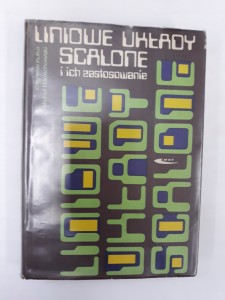 LINIOWE UKŁADY
SCALONE
i ich zastosowanie
LINIOWE
UKŁADY
SCALONE